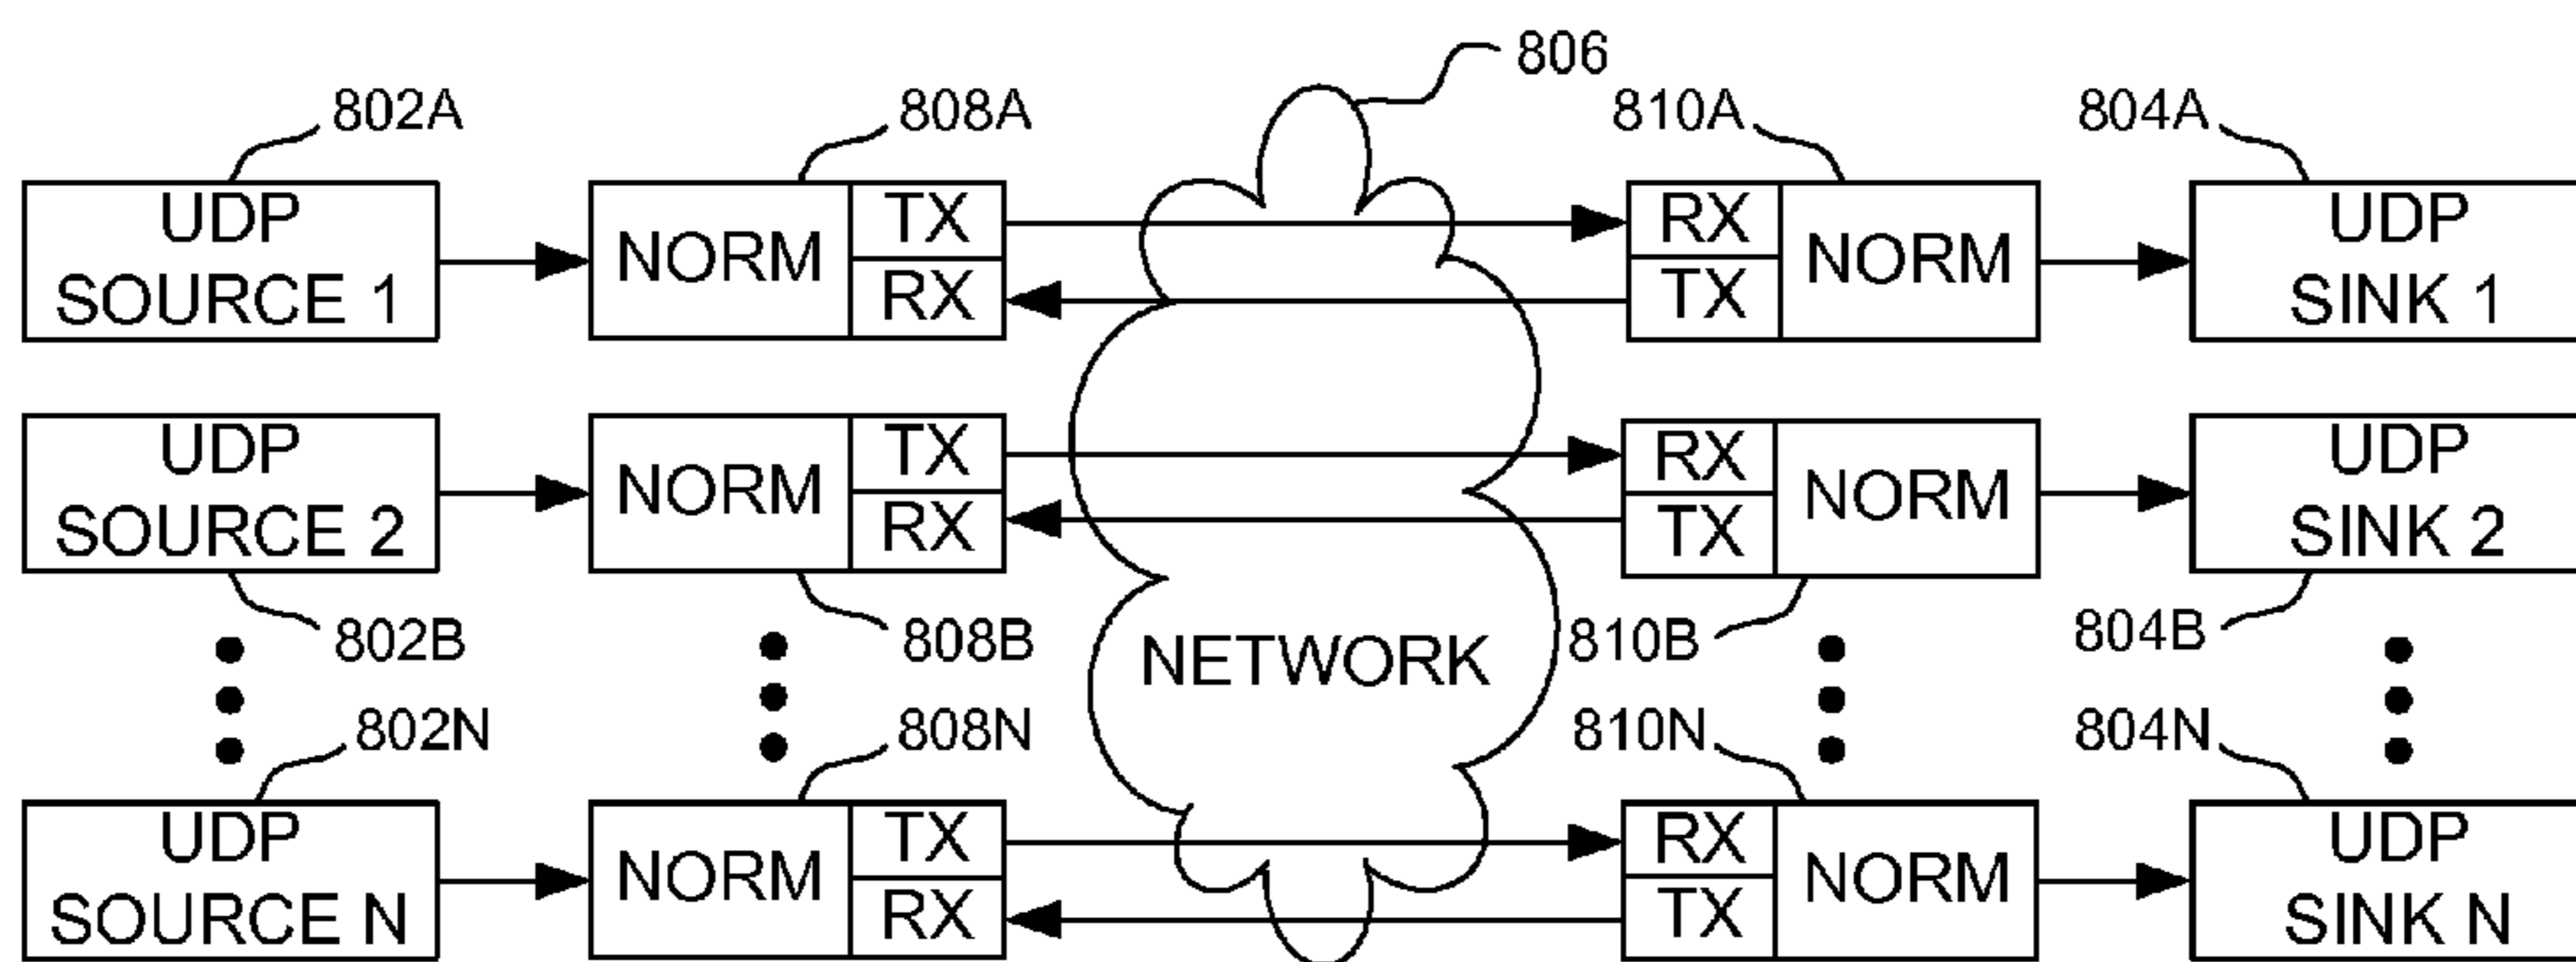 806
802A
808A
810A
804A
UDP
SOURCE 1
NORM
TX
RX
RX
TX
NORM
UDP
SINK 1
UDP
SOURCE 2
NORM
TX
RX
RX
TX
NORM
UDP
SINK 2
802B
808B
NETWORK
810B
804B
802N
808N
810N
804N
UDP
SOURCE N
NORM
TX
RX
RX
TX
NORM
UDP
SINK N